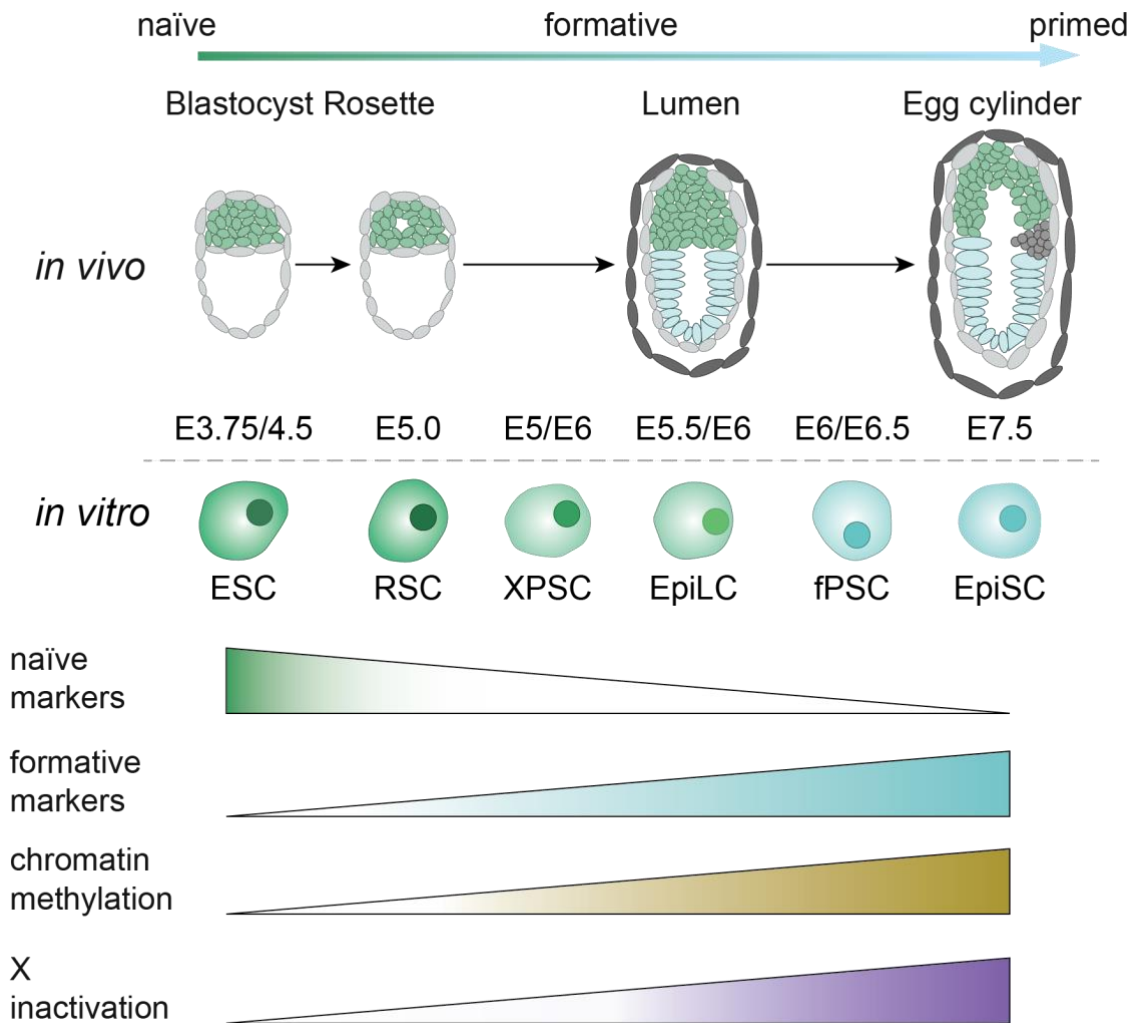 naïve formative primed
Blastocyst Rosette Lumen Egg cylinder
in vivo
E3.75/4.5 E5.0 E5/E6 E5.5/E6 E6/E6.5 E7.5
in vitro
ESC RSC XPSC EpiLC fPSC EpiSC
naïve
markers
formative
markers
chromatin
methylation
X
inactivation